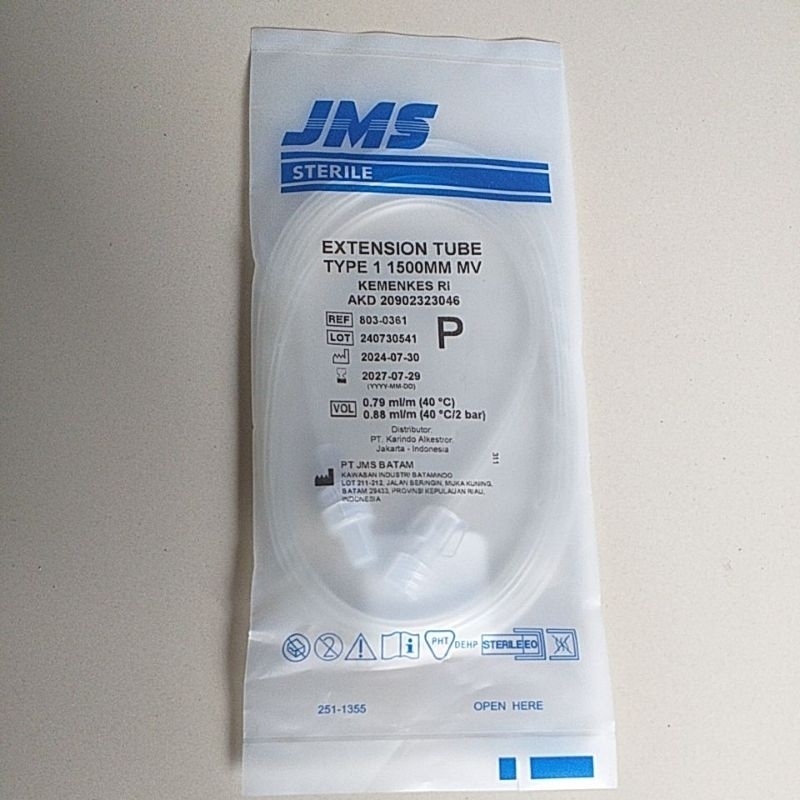 JMS
STERILE
EXTENSION TUBE
TYPE 1 1500MM MV
KEMENKES RI
AKD 20902323046
REF 803-0361
P
LOT 240730541
2024-07-30
2027-07-29
(YYYY-MM-DD)
VOL 0.79 ml/m (40 °C)
0.88 ml/m (40 °C/2 bar)
Distributor:
PT. Karindo Alkestron
Jakarta - Indonesia
311
PT JMS BATAM
KAWASAN INDUSTRI BATAMINDO
LOT 211-212, JALAN BERINGIN, MUKA KUNING,
BATAM 29433, PROVINSI KEPULAUAN RIAU,
INDONESIA
2 i PHT DEHP STERILE EO
251-1355 OPEN HERE